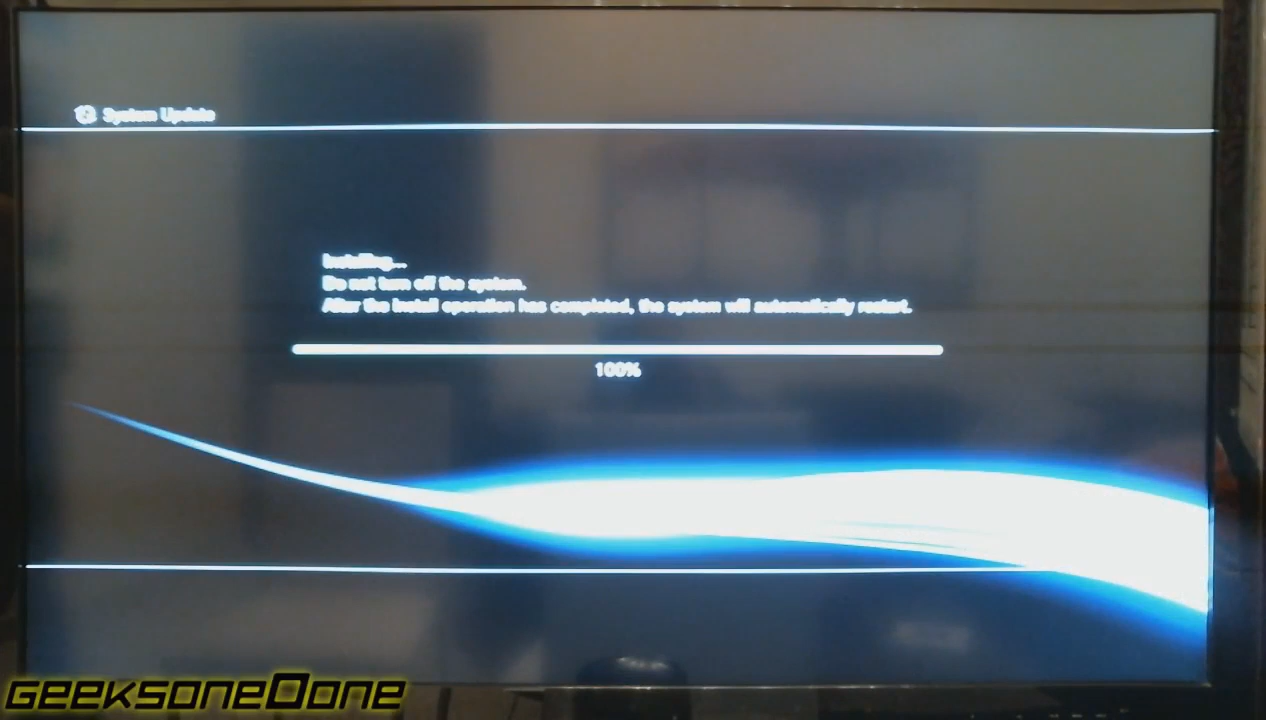 System Update
Installing...
Do not turn off the system.
After the install operation has completed, the system will automatically restart.
100%
GEEKSONEDONE